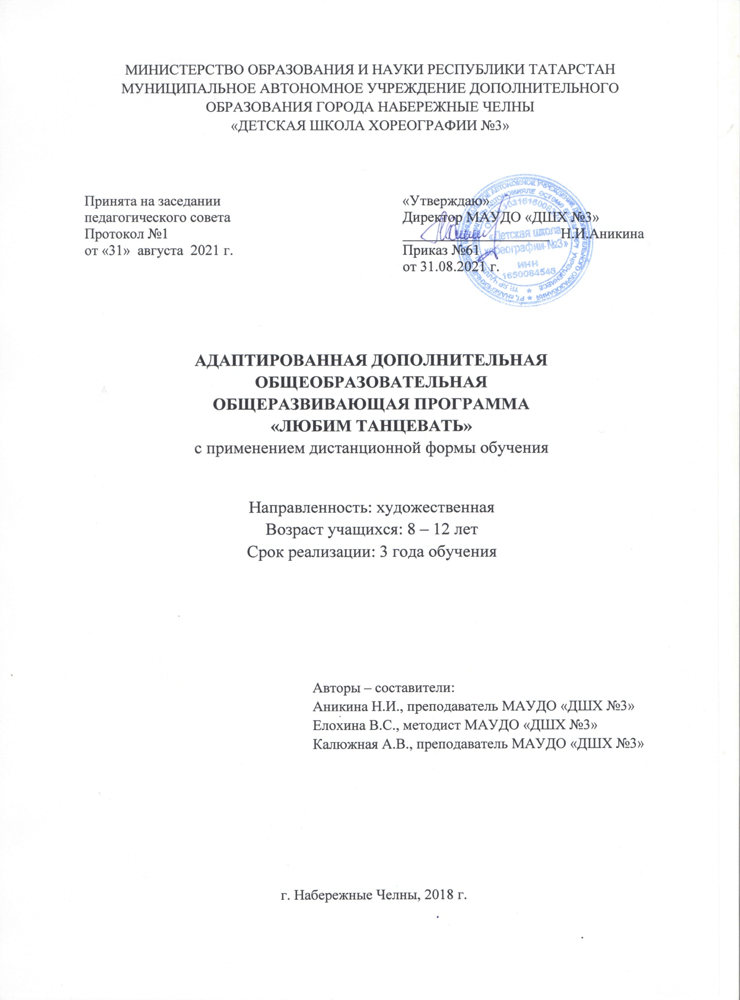 МИНИСТЕРСТВО ОБРАЗОВАНИЯ И НАУКИ РЕСПУБЛИКИ ТАТАРСТАН
МУНИЦИПАЛЬНОЕ АВТОНОМНОЕ УЧРЕЖДЕНИЕ ДОПОЛНИТЕЛЬНОГО
ОБРАЗОВАНИЯ ГОРОДА НАБЕРЕЖНЫЕ ЧЕЛНЫ
«ДЕТСКАЯ ШКОЛА ХОРЕОГРАФИИ №3»
Принята на заседании
педагогического совета
Протокол №1
от «31» августа 2021 г.
«Утверждаю»
Директор МАУДО «ДШХ №3»
Н.И.Аникина
Приказ №61
от 31.08.2021 г.
«Детская школа
хореографии №3»
ИНН
1650084546
АДАПТИРОВАННАЯ ДОПОЛНИТЕЛЬНАЯ
ОБЩЕОБРАЗОВАТЕЛЬНАЯ
ОБЩЕРАЗВИВАЮЩАЯ ПРОГРАММА
«ЛЮБИМ ТАНЦЕВАТЬ»
с применением дистанционной формы обучения
Направленность: художественная
Возраст учащихся: 8 – 12 лет
Срок реализации: 3 года обучения
Авторы – составители:
Аникина Н.И., преподаватель МАУДО «ДШХ №3»
Елохина В.С., методист МАУДО «ДШХ №3»
Калюжная А.В., преподаватель МАУДО «ДШХ №3»
г. Набережные Челны, 2018 г.